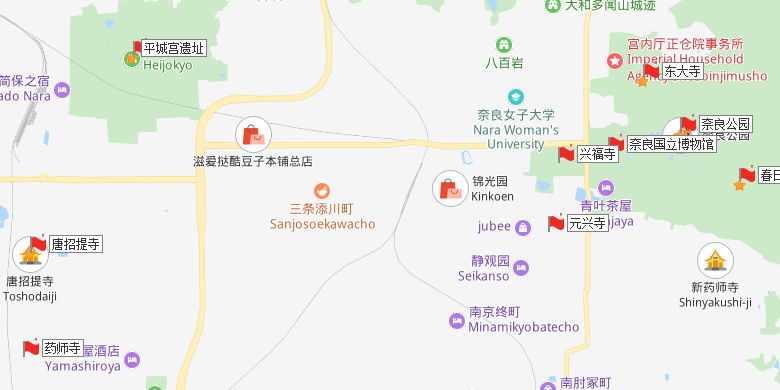 大和多闻山城迹
平城宫遗址
Heijokyo
八百岩
宫内厅正仓院事务所
Imperial Household
东大寺
简保之宿
ado Nara
奈良女子大学
Nara Woman's
University
奈良公园
奈良国立博物馆
兴福寺
滋爱挞酷豆子本铺总店
春日
锦光园
Kinkoen
三条添川町
Sanjosoekawacho
青叶茶屋
jaya
jubee
元兴寺
唐招提寺
唐招提寺
Toshodaiji
静观园
Seikanso
新药师寺
Shinyakushi-ji
南京终町
Minamikyobatecho
药师寺
屋酒店
Yamashiroya
南肘冢町